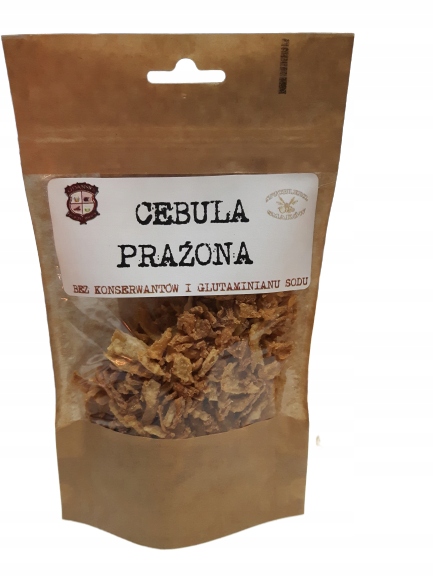 CEBULA
PRAŻONA
BEZ KONSERWANTÓW I GLUTAMINIANU SODU